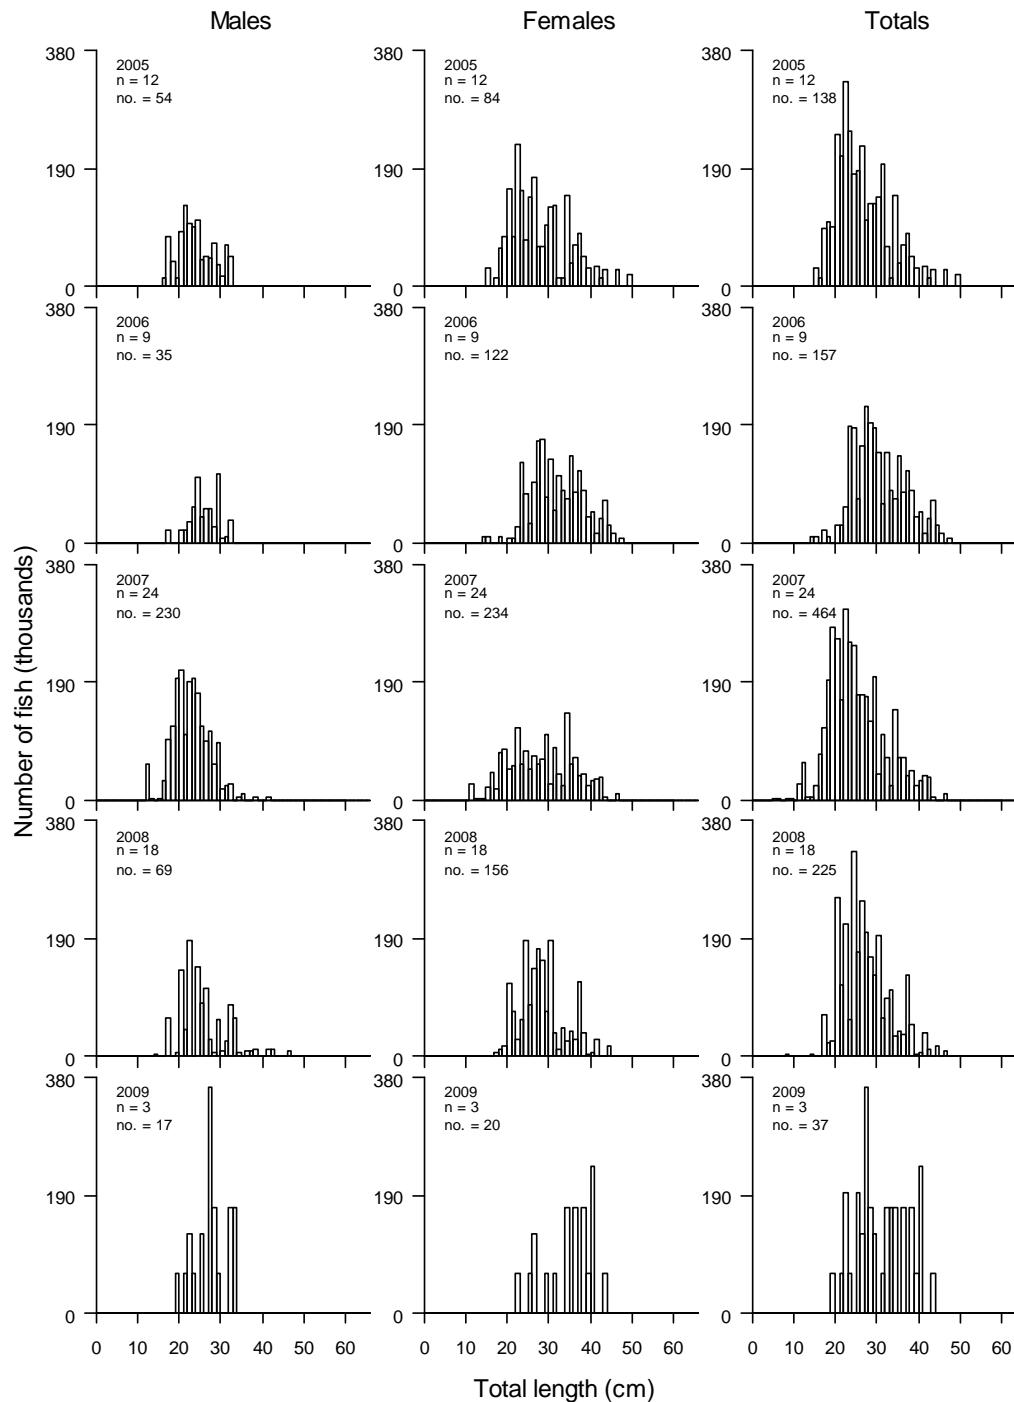 Males Females Totals
380 380 380
2005 2005 2005
n = 12 n = 12 n = 12
no. = 54 no. = 84 no. = 138
190 190 190
0 0 0
380 380 380
2006 2006 2006
n = 9 n = 9 n = 9
no. = 35 no. = 122 no. = 157
190 190 190
0 0 0
Number of fish (thousands)
380 380 380
2007 2007 2007
n = 24 n = 24 n = 24
no. = 230 no. = 234 no. = 464
190 190 190
0 0 0
380 380 380
2008 2008 2008
n = 18 n = 18 n = 18
no. = 69 no. = 156 no. = 225
190 190 190
0 0 0
380 380 380
2009 2009 2009
n = 3 n = 3 n = 3
no. = 17 no. = 20 no. = 37
190 190 190
0 0 0
0 10 20 30 40 50 60 0 10 20 30 40 50 60 0 10 20 30 40 50 60
Total length (cm)